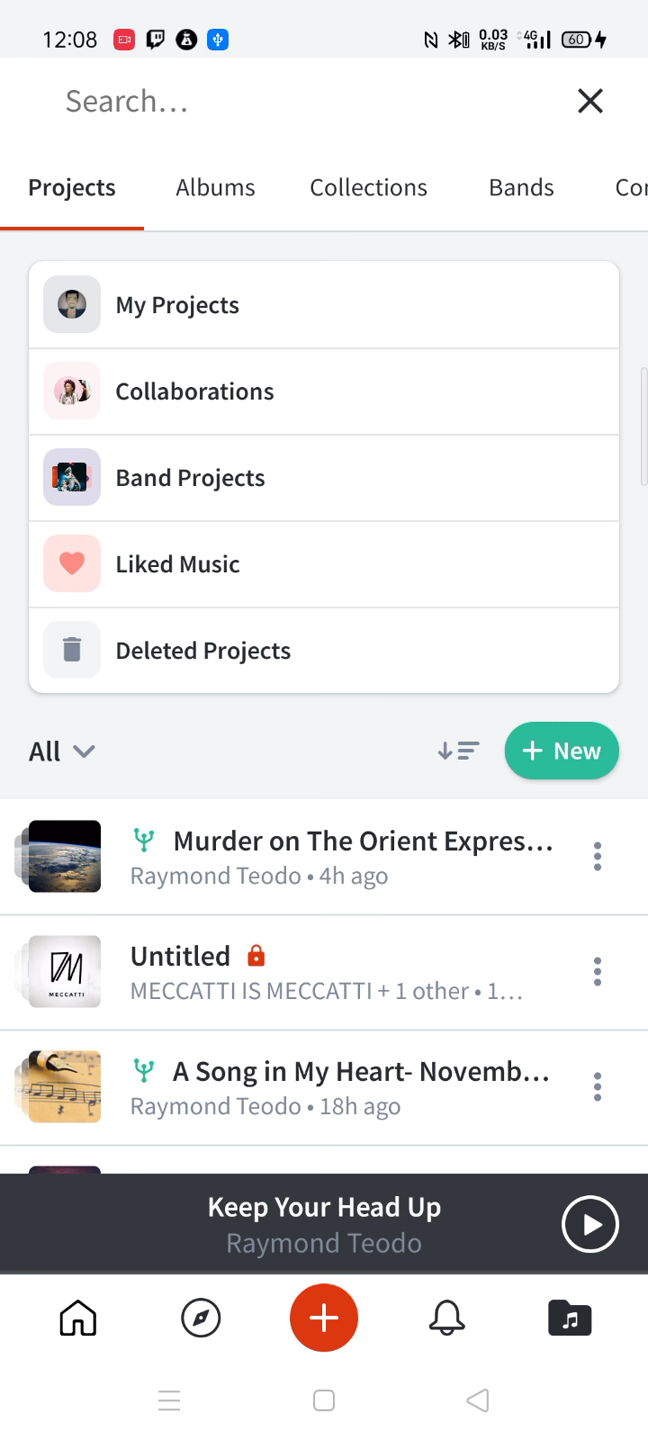 12:08 0.03 KB/S 4G 60
Search…
Projects Albums Collections Bands Cor
My Projects
Collaborations
Band Projects
Liked Music
Deleted Projects
All + New
Murder on The Orient Expres…
Raymond Teodo • 4h ago
Untitled
MECCATTI IS MECCATTI + 1 other • 1…
MECCATTI
A Song in My Heart- Novemb…
Raymond Teodo • 18h ago
Keep Your Head Up
Raymond Teodo